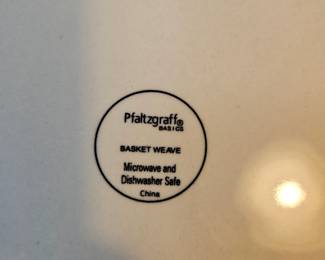 Pfaltzgraff®
BASICS
BASKET WEAVE
Microwave and
Dishwasher Safe
China